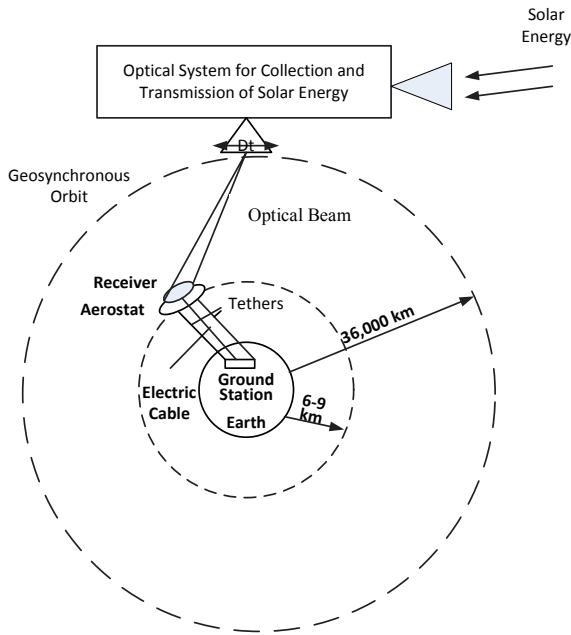 Solar
Energy
Optical System for Collection and
Transmission of Solar Energy
Dt
Geosynchronous
Orbit
Optical Beam
Receiver
Aerostat
Tethers
36,000 km
Electric
Cable
Ground
Station
Earth
6-9
km